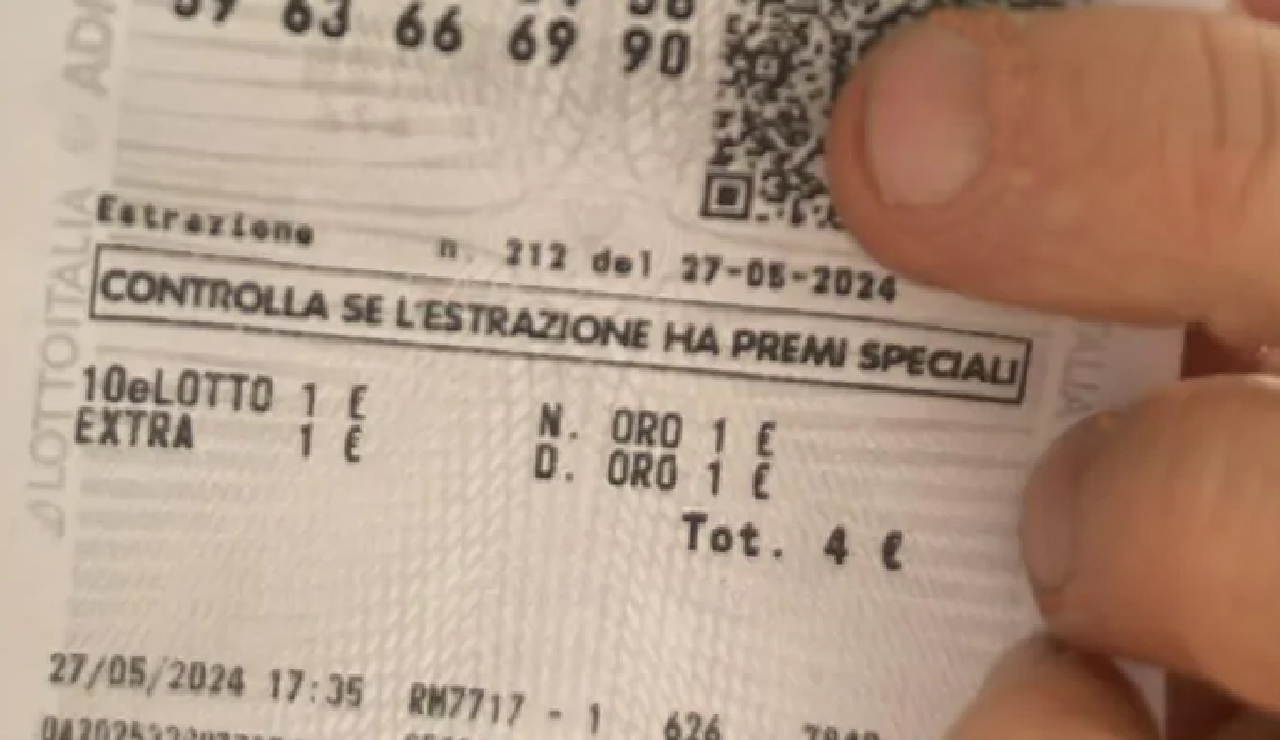 63 66 69 90
Estrazione n. 212 del 27-05-2024
CONTROLLA SE L'ESTRAZIONE HA PREMI SPECIALI
10eLOTTO 1 € N. ORO 1 €
EXTRA 1 € D. ORO 1 €
Tot. 4 €
27/05/2024 17:35 RM7717 - 1 626
LOTTOITALIA